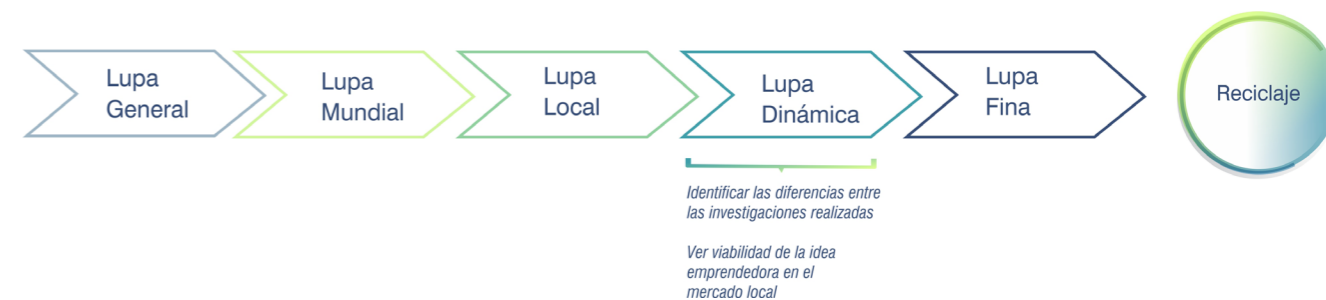 Lupa
General
Lupa
Mundial
Lupa
Local
Lupa
Dinámica
Lupa
Fina
Reciclaje
Identificar las diferencias entre
las investigaciones realizadas
Ver viabilidad de la idea
emprendedora en el
mercado local